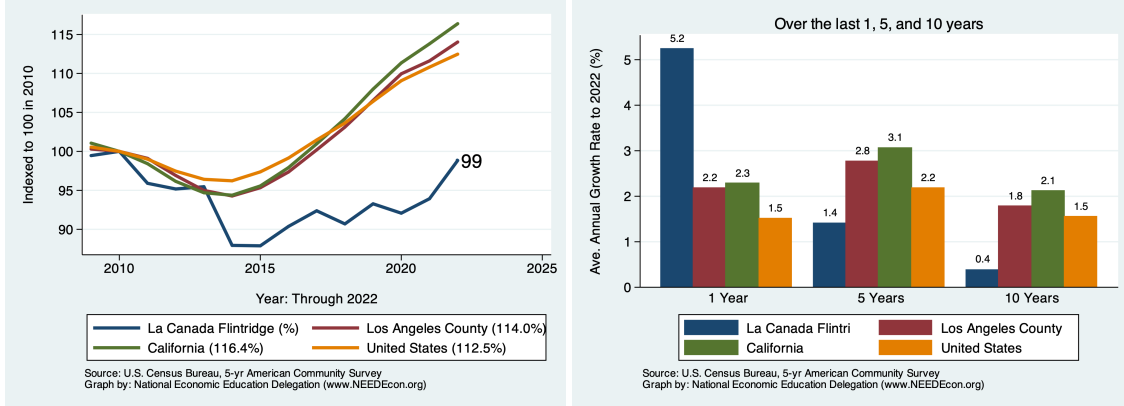 Indexed to 100 in 2010
115
110
105
100
95
90
99
2010
2015
2020
2025
Year: Through 2022
La Canada Flintridge (%)
Los Angeles County (114.0%)
California (116.4%)
United States (112.5%)
Source: U.S. Census Bureau, 5-yr American Community Survey
Graph by: National Economic Education Delegation (www.NEEDEcon.org)
Over the last 1, 5, and 10 years
Ave. Annual Growth Rate to 2022 (%)
5
4
3
2
1
0
5.2
2.2
2.3
1.5
1.4
2.8
3.1
2.2
0.4
1.8
2.1
1.5
1 Year
5 Years
10 Years
La Canada Flintri
Los Angeles County
California
United States
Source: U.S. Census Bureau, 5-yr American Community Survey
Graph by: National Economic Education Delegation (www.NEEDEcon.org)